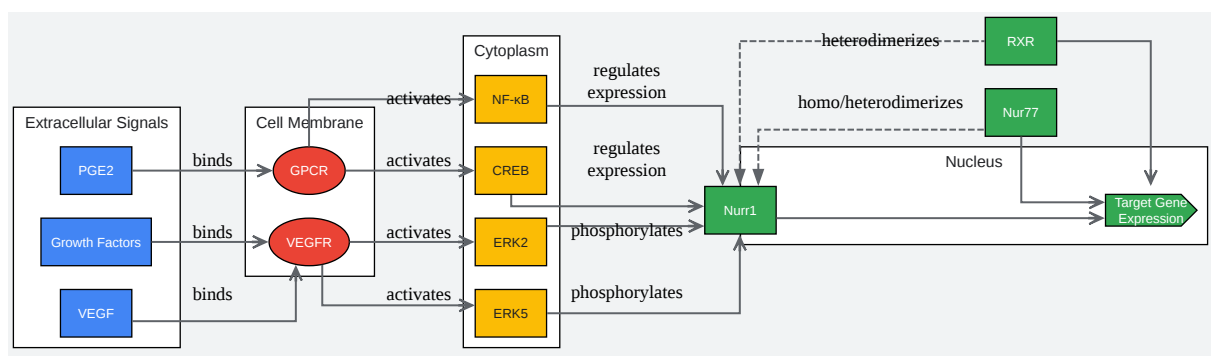 heterodimerizes
RXR
Cytoplasm
regulates
expression
activates
NF-κB
homo/heterodimerizes
Nur77
Extracellular Signals
Cell Membrane
PGE2
binds
GPCR
activates
CREB
regulates
expression
Nucleus
Nurr1
Target Gene
Expression
Growth Factors
binds
VEGFR
activates
ERK2
phosphorylates
VEGF
binds
activates
ERK5
phosphorylates